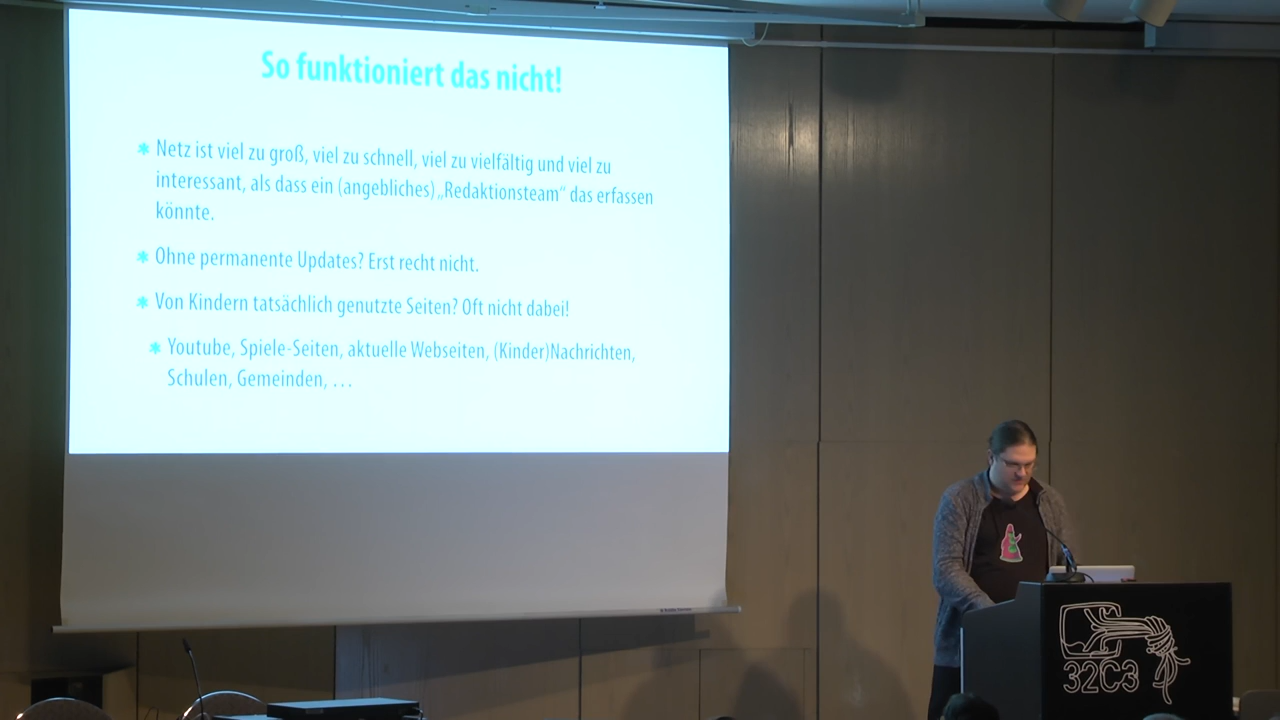 So funktioniert das nicht!
✱ Netz ist viel zu groß, viel zu schnell, viel zu vielfältig und viel zu
interessant, als dass ein (angebliches) „Redaktionsteam“ das erfassen
könnte.
✱ Ohne permanente Updates? Erst recht nicht.
✱ Von Kindern tatsächlich genutzte Seiten? Oft nicht dabei!
✱ Youtube, Spiele-Seiten, aktuelle Webseiten, (Kinder)Nachrichten,
Schulen, Gemeinden, …
32C3